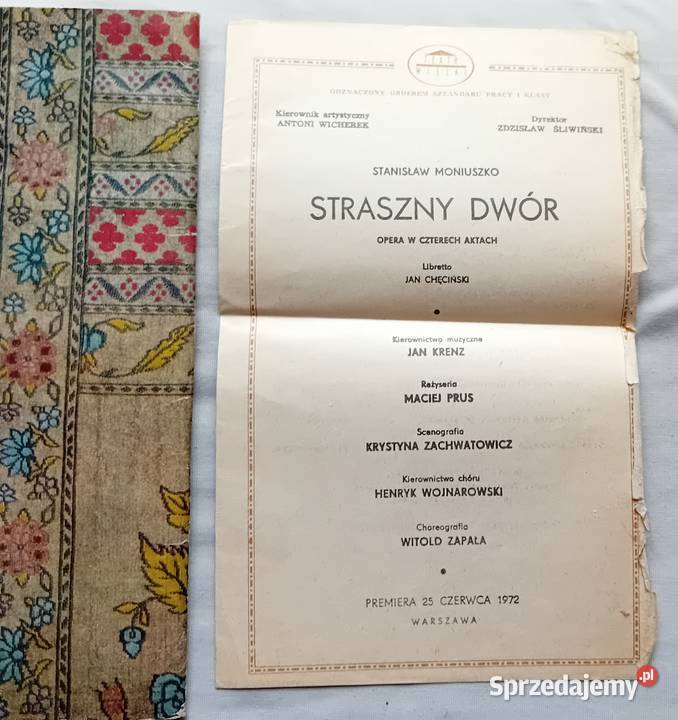 TEATR
WIELKI
ODZNACZONY ORDEREM SZTANDARU PRACY I KLASY
Kierownik artystyczny
ANTONI WICHEREK
Dyrektor
ZDZISŁAW ŚLIWIŃSKI
STANISŁAW MONIUSZKO
STRASZNY DWÓR
OPERA W CZTERECH AKTACH
Libretto
JAN CHĘCIŃSKI
Kierownictwo muzyczne
JAN KRENZ
Reżyseria
MACIEJ PRUS
Scenografia
KRYSTYNA ZACHWATOWICZ
Kierownictwo chóru
HENRYK WOJNAROWSKI
Choreografia
WITOLD ZAPAŁA
PREMIERA 25 CZERWCA 1972
WARSZAWA
Sprzedajemy.pl